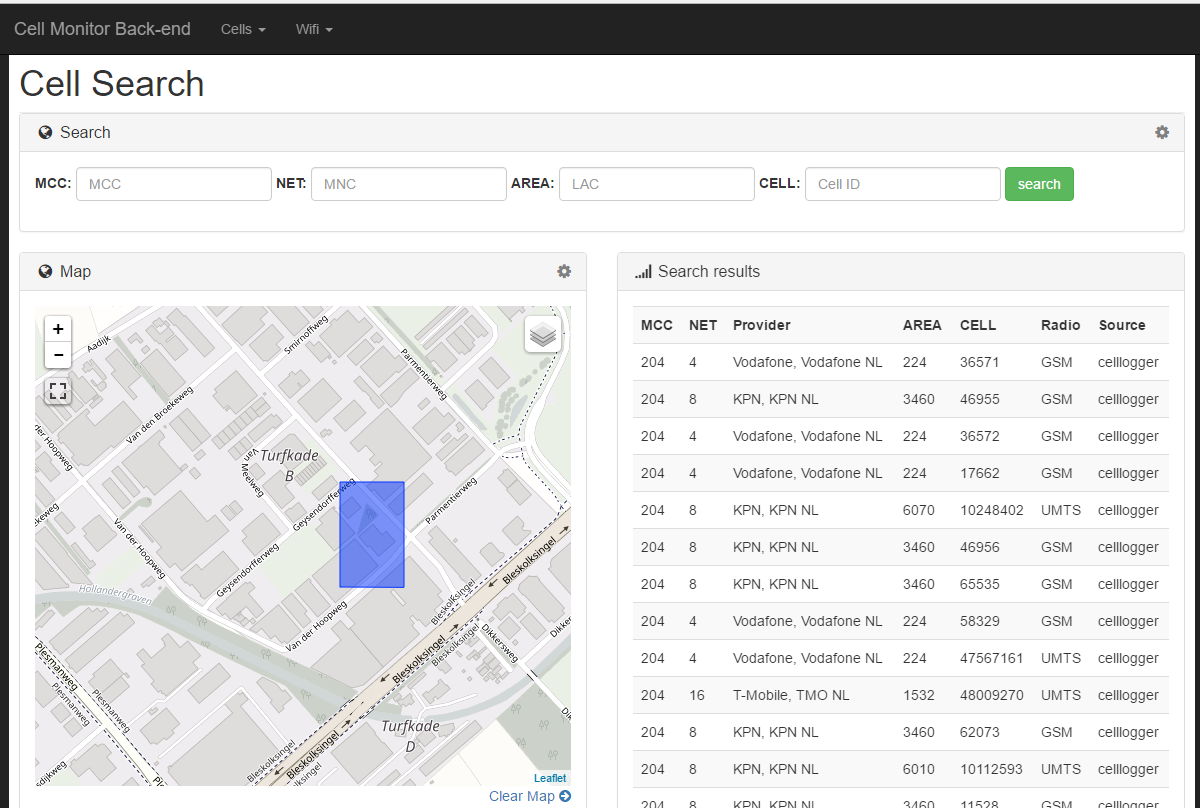 Cell Monitor Back-end Cells Wifi
Cell Search
Search
MCC: MCC NET: MNC AREA: LAC CELL: Cell ID search
Map
+
−
Aadijk
Smirnoffweg
Parmentierweg
Van den Broekeweg
der Hoopweg
Van Meelweg
Turfkade
B
Geysendorfferweg
Parmentierweg
Van der Hoopweg
Geysendorfferweg
Bleskolksingel
Hollandergraven
Van der Hoopweg
Bleskolksingel
Dikkersweg
Bleskolksingel
Bleskolksingel
Plesmanweg
Plesmanweg
Plesmanweg
Turfkade
D
Bleskolksingel
Bleskolksingel
Leaflet
Clear Map
Search results
MCC NET Provider AREA CELL Radio Source
204 4 Vodafone, Vodafone NL 224 36571 GSM celllogger
204 8 KPN, KPN NL 3460 46955 GSM celllogger
204 4 Vodafone, Vodafone NL 224 36572 GSM celllogger
204 4 Vodafone, Vodafone NL 224 17662 GSM celllogger
204 8 KPN, KPN NL 6070 10248402 UMTS celllogger
204 8 KPN, KPN NL 3460 46956 GSM celllogger
204 8 KPN, KPN NL 3460 65535 GSM celllogger
204 4 Vodafone, Vodafone NL 224 58329 GSM celllogger
204 4 Vodafone, Vodafone NL 224 47567161 UMTS celllogger
204 16 T-Mobile, TMO NL 1532 48009270 UMTS celllogger
204 8 KPN, KPN NL 3460 62073 GSM celllogger
204 8 KPN, KPN NL 6010 10112593 UMTS celllogger
204 8 KPN, KPN NL 3460 11528 GSM celllogger